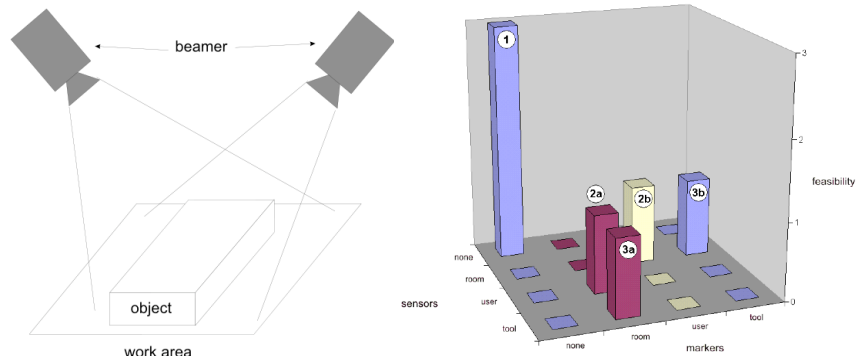 beamer
object
work area
1
2a
2b
3b
3a
3
2
1
0
feasibility
none
room
user
tool
sensors
none
room
user
tool
markers